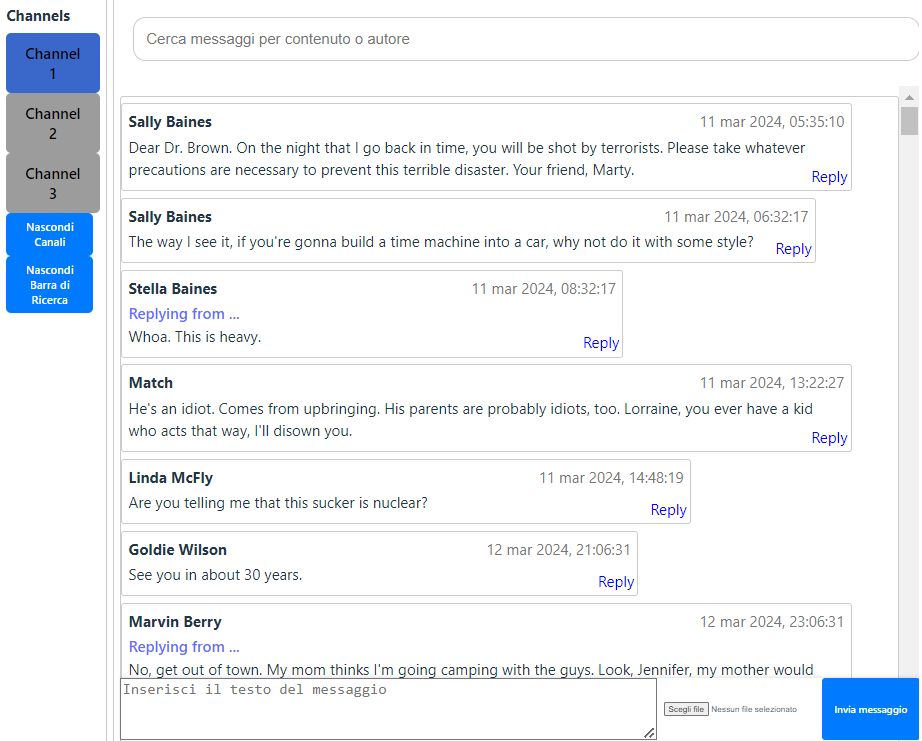 Channels
Channel
1
Channel
2
Channel
3
Nascondi
Canali
Nascondi
Barra di
Ricerca
Cerca messaggi per contenuto o autore
Sally Baines 11 mar 2024, 05:35:10
Dear Dr. Brown. On the night that I go back in time, you will be shot by terrorists. Please take whatever
precautions are necessary to prevent this terrible disaster. Your friend, Marty.
Reply
Sally Baines 11 mar 2024, 06:32:17
The way I see it, if you're gonna build a time machine into a car, why not do it with some style?
Reply
Stella Baines 11 mar 2024, 08:32:17
Replying from ...
Whoa. This is heavy.
Reply
Match 11 mar 2024, 13:22:27
He's an idiot. Comes from upbringing. His parents are probably idiots, too. Lorraine, you ever have a kid
who acts that way, I'll disown you.
Reply
Linda McFly 11 mar 2024, 14:48:19
Are you telling me that this sucker is nuclear?
Reply
Goldie Wilson 12 mar 2024, 21:06:31
See you in about 30 years.
Reply
Marvin Berry 12 mar 2024, 23:06:31
Replying from ...
No, get out of town. My mom thinks I'm going camping with the guys. Look, Jennifer, my mother would
Inserisci il testo del messaggio
Scegli file Nessun file selezionato
Invia messaggio